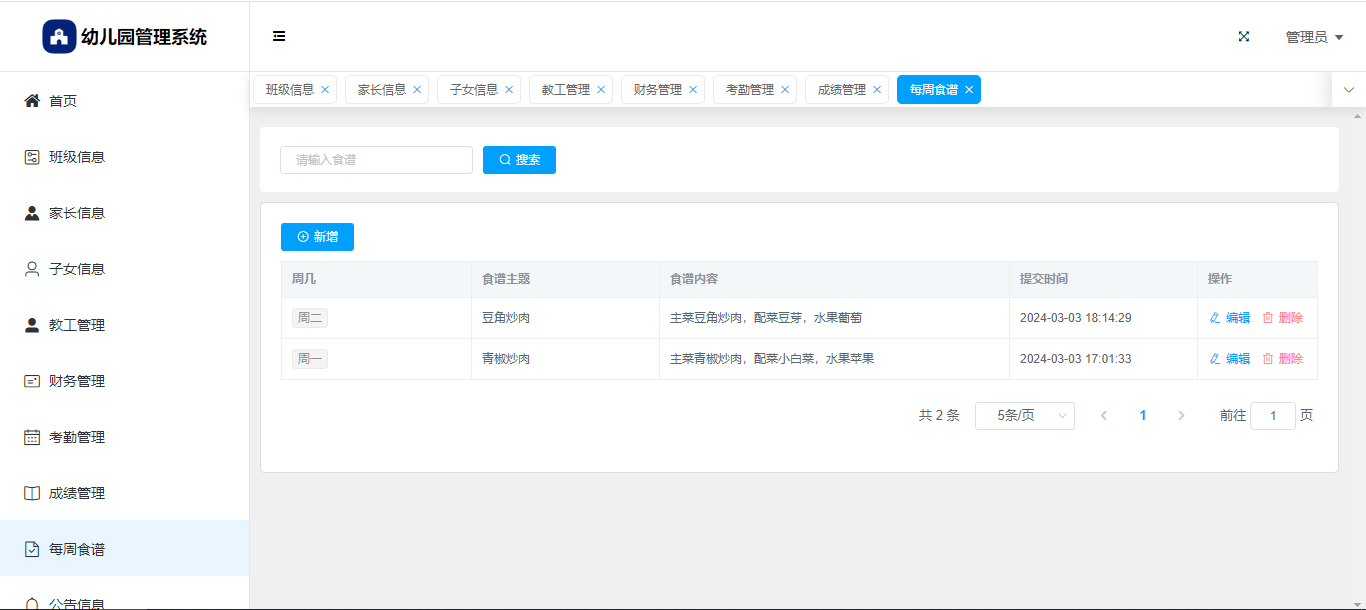 幼儿园管理系统
管理员
首页
班级信息
家长信息
子女信息
教工管理
财务管理
考勤管理
成绩管理
每周食谱
公告信息
班级信息 家长信息 子女信息 教工管理 财务管理 考勤管理 成绩管理 每周食谱
请输入食谱 搜索
新增
周几 食谱主题 食谱内容 提交时间 操作
周二 豆角炒肉 主菜豆角炒肉，配菜豆芽，水果葡萄 2024-03-03 18:14:29 编辑 删除
周一 青椒炒肉 主菜青椒炒肉，配菜小白菜，水果苹果 2024-03-03 17:01:33 编辑 删除
共 2 条 5条/页 1 前往 1 页